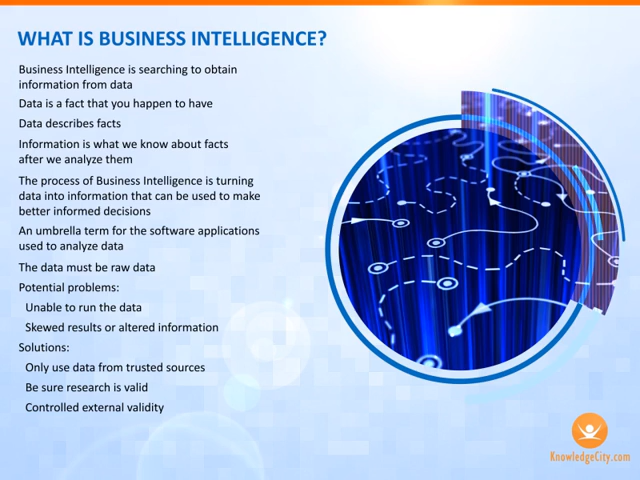 WHAT IS BUSINESS INTELLIGENCE?
Business Intelligence is searching to obtain
information from data
Data is a fact that you happen to have
Data describes facts
Information is what we know about facts
after we analyze them
The process of Business Intelligence is turning
data into information that can be used to make
better informed decisions
An umbrella term for the software applications
used to analyze data
The data must be raw data
Potential problems:
Unable to run the data
Skewed results or altered information
Solutions:
Only use data from trusted sources
Be sure research is valid
Controlled external validity
KnowledgeCity.com